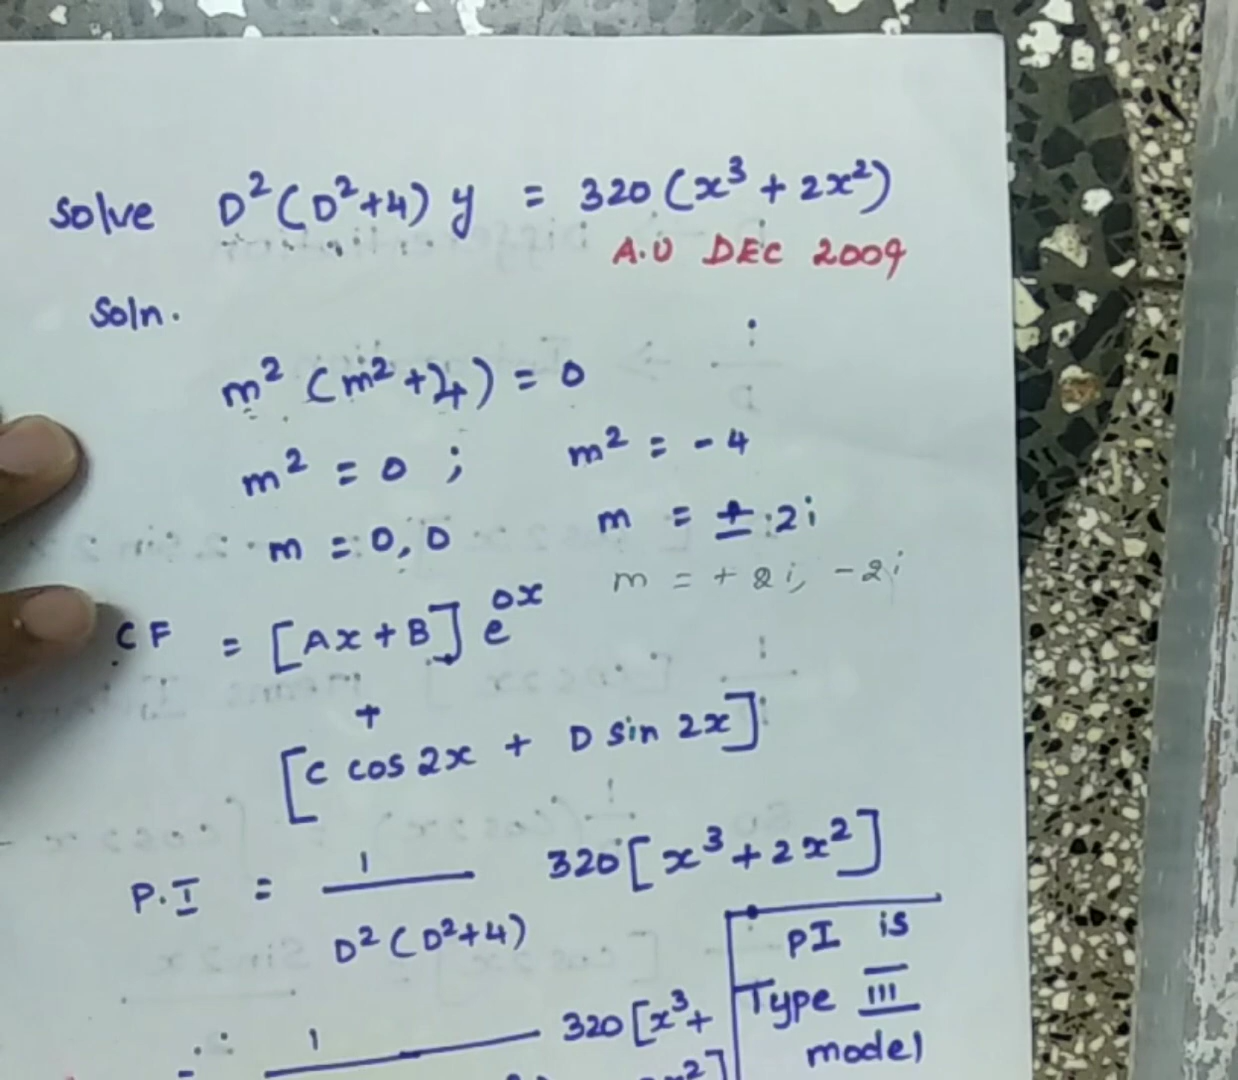 Solve D²(D²+4) y = 320 (x³ + 2x²)
A.U DEC 2009
Soln.
m² (m² +4) = 0
m² = 0 ; m² = - 4
m = 0, 0 m = ± 2i
m = + 2i, - 2i
CF = [Ax + B] e^0x
+
[C cos 2x + D sin 2x]
P.I = 1 / D² (D²+4) 320 [x³ + 2x²]
PI is
Type III
model
= 1 320 [x³+
x²]